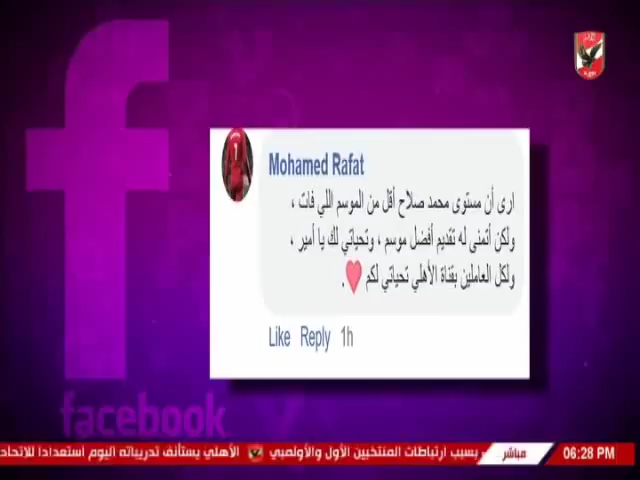 Mohamed Rafat
ارى أن مستوى محمد صلاح أقل من الموسم اللي فات ،
ولكن أتمنى له تقديم أفضل موسم ، وتحياتي لك يا أمير ،
ولكل العاملين بقناة الأهلي تحياتي لكم ❤.
Like Reply 1h
facebook
بسبب ارتباطات المنتخبين الأول والأولمبي الأهلي يستأنف تدريباته اليوم استعدادا للاتحاد
مباشر
06:28 PM